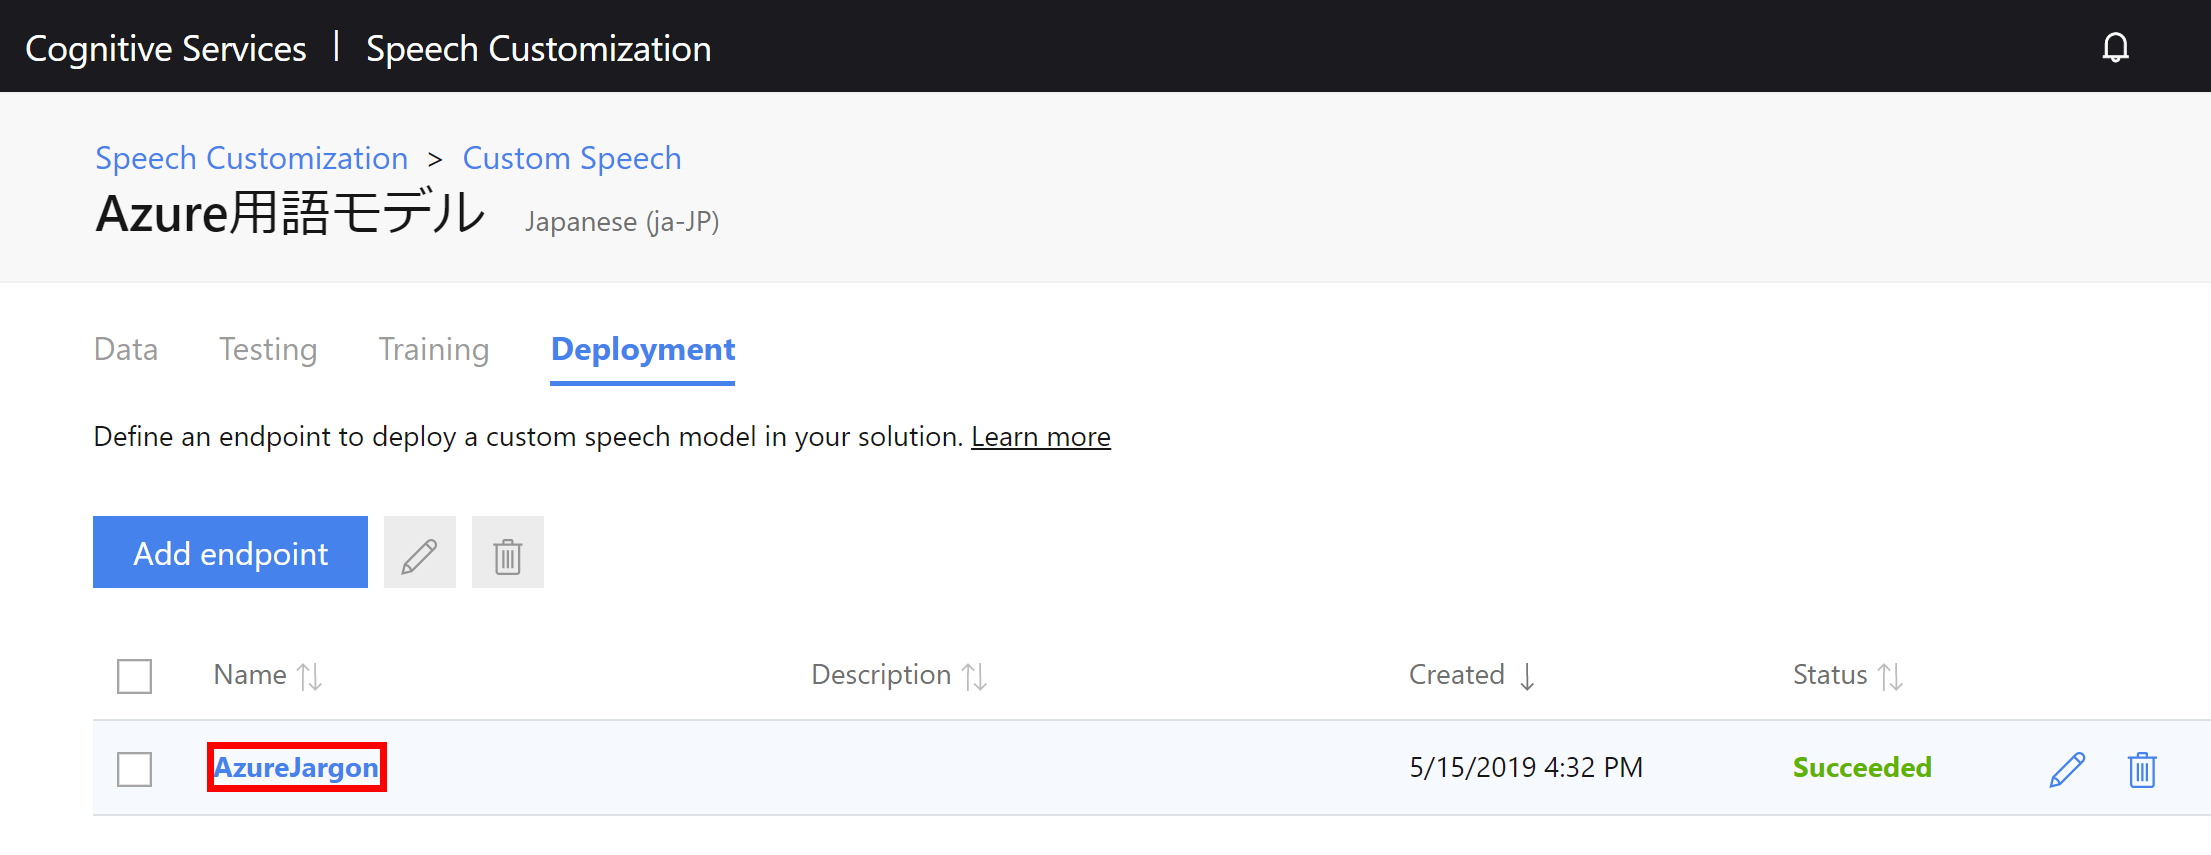 Cognitive Services | Speech Customization
Speech Customization > Custom Speech
Azure用語モデル Japanese (ja-JP)
Data Testing Training Deployment
Define an endpoint to deploy a custom speech model in your solution. Learn more
Add endpoint
Name Description Created Status
AzureJargon 5/15/2019 4:32 PM Succeeded